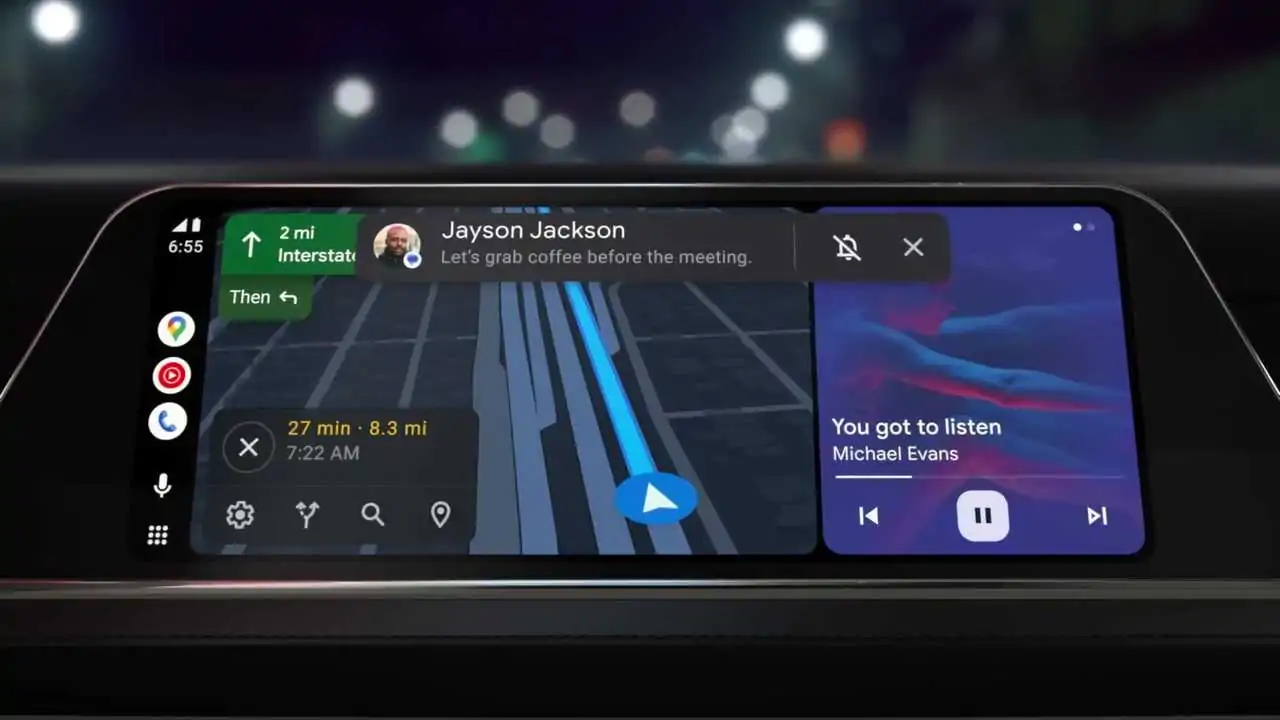 6:55
2 mi
Interstat
Then
Jayson Jackson
Let's grab coffee before the meeting.
27 min · 8.3 mi
7:22 AM
You got to listen
Michael Evans